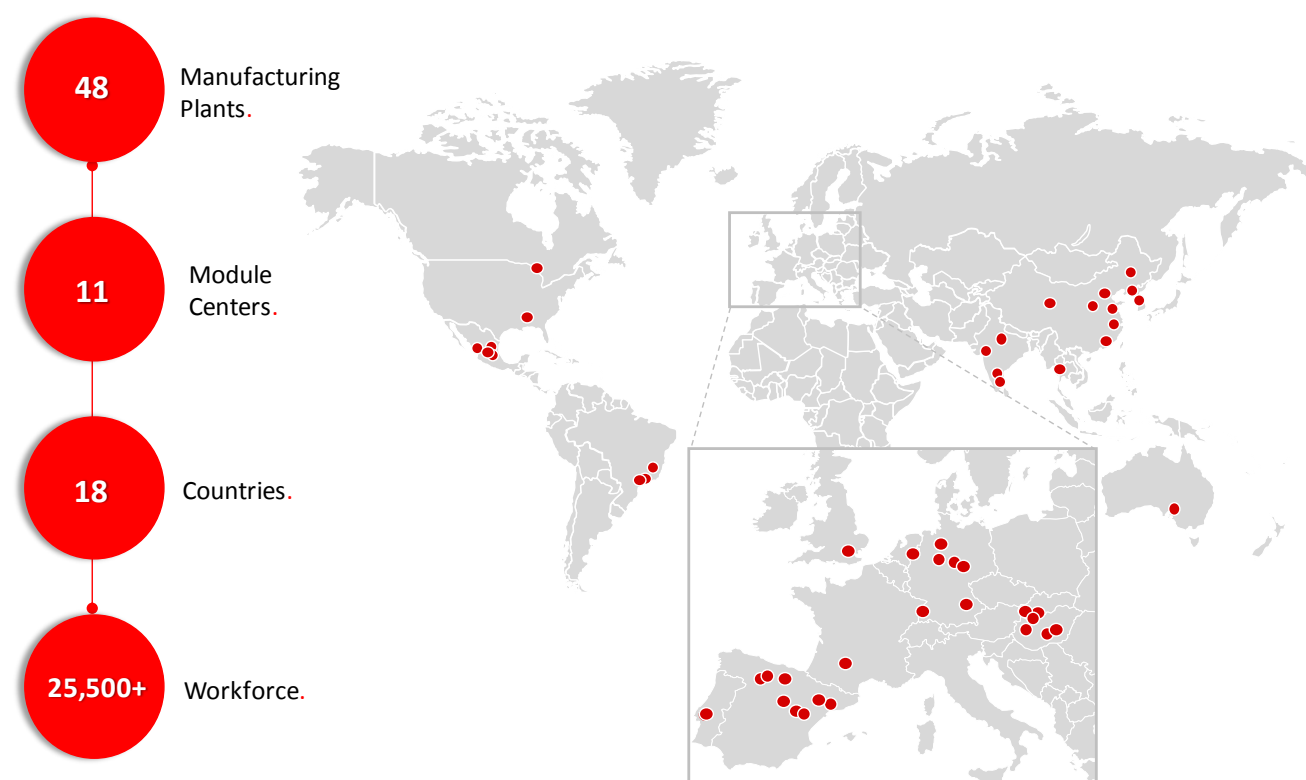 48
Manufacturing
Plants.
11
Module
Centers.
18
Countries.
25,500+
Workforce.